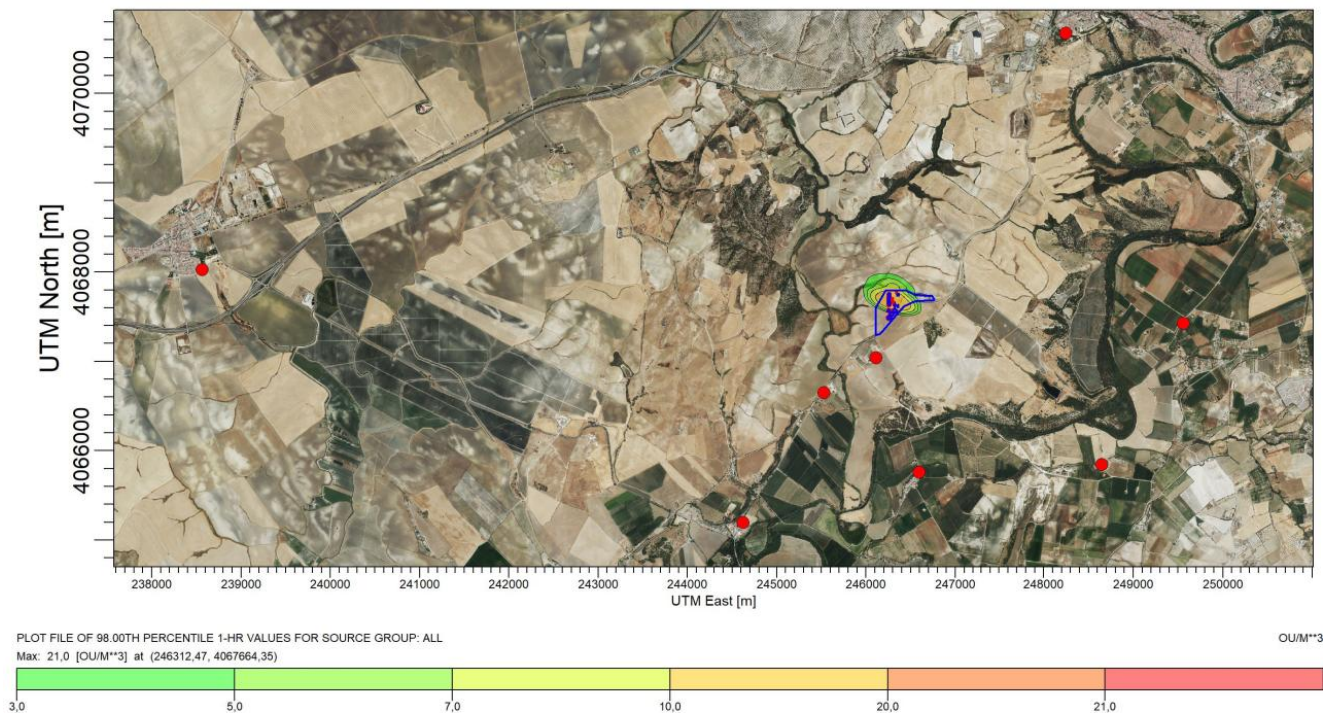 UTM North [m]
4070000
4068000
4066000
238000 239000 240000 241000 242000 243000 244000 245000 246000 247000 248000 249000 250000
UTM East [m]
PLOT FILE OF 98.00TH PERCENTILE 1-HR VALUES FOR SOURCE GROUP: ALL OU/M**3
Max: 21,0 [OU/M**3] at (246312,47, 4067664,35)
3,0 5,0 7,0 10,0 20,0 21,0